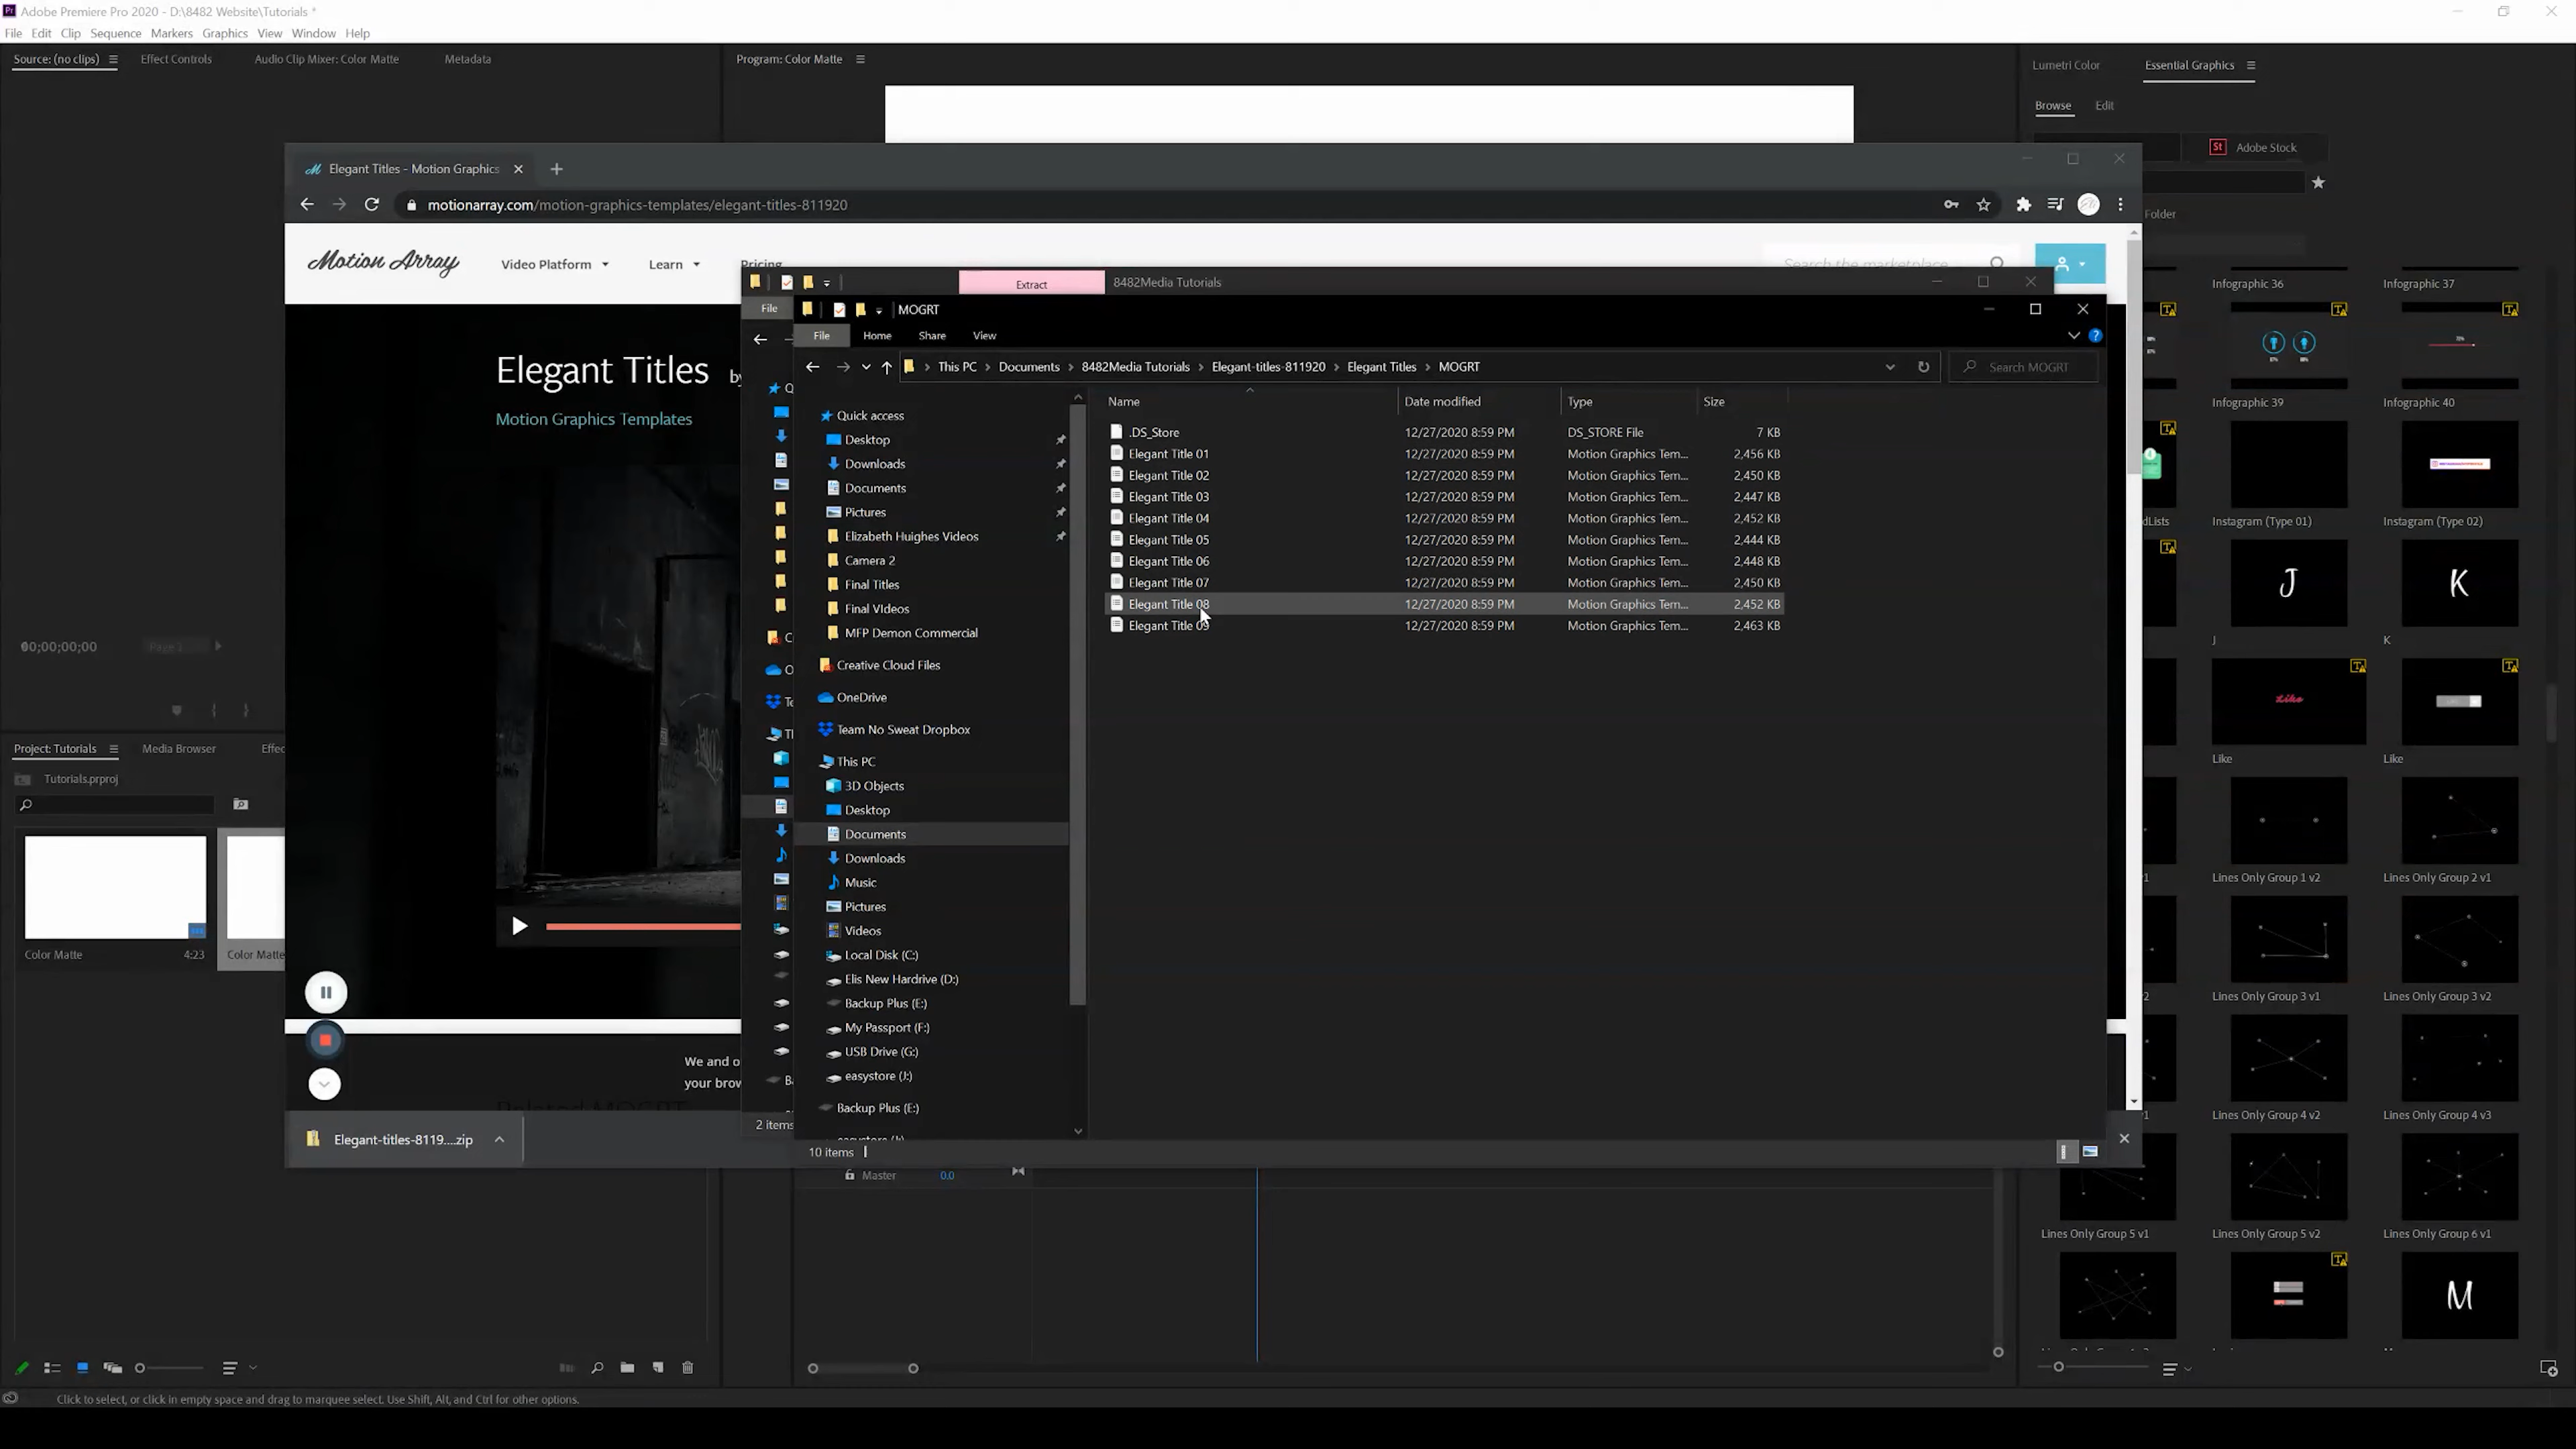 Adobe Premiere Pro 2020 - D:\8482 Website\Tutorials *
File Edit Clip Sequence Markers Graphics View Window Help
Source: (no clips) Effect Controls Audio Clip Mixer: Color Matte Metadata
Program: Color Matte
Lumetri Color Essential Graphics
Browse Edit
Adobe Stock
Folder
Elegant Titles - Motion Graphics
motionarray.com/motion-graphics-templates/elegant-titles-811920
Motion Array Video Platform Learn Pricing
Search the marketplace
Extract 8482Media Tutorials
File
MOGRT
File Home Share View
This PC Documents 8482Media Tutorials Elegant-titles-811920 Elegant Titles MOGRT
Search MOGRT
Elegant Titles by
Motion Graphics Templates
Quick access
Desktop
Downloads
Documents
Pictures
Elizabeth Huighes Videos
Camera 2
Final Titles
Final VIdeos
MFP Demon Commercial
Creative Cloud Files
OneDrive
Team No Sweat Dropbox
This PC
3D Objects
Desktop
Documents
Downloads
Music
Pictures
Videos
Local Disk (C:)
Elis New Hardrive (D:)
Backup Plus (E:)
My Passport (F:)
USB Drive (G:)
easystore (J:)
Backup Plus (E:)
Name Date modified Type Size
.DS_Store 12/27/2020 8:59 PM DS_STORE File 7 KB
Elegant Title 01 12/27/2020 8:59 PM Motion Graphics Tem... 2,456 KB
Elegant Title 02 12/27/2020 8:59 PM Motion Graphics Tem... 2,450 KB
Elegant Title 03 12/27/2020 8:59 PM Motion Graphics Tem... 2,447 KB
Elegant Title 04 12/27/2020 8:59 PM Motion Graphics Tem... 2,452 KB
Elegant Title 05 12/27/2020 8:59 PM Motion Graphics Tem... 2,444 KB
Elegant Title 06 12/27/2020 8:59 PM Motion Graphics Tem... 2,448 KB
Elegant Title 07 12/27/2020 8:59 PM Motion Graphics Tem... 2,450 KB
Elegant Title 08 12/27/2020 8:59 PM Motion Graphics Tem... 2,452 KB
Elegant Title 09 12/27/2020 8:59 PM Motion Graphics Tem... 2,463 KB
2 items
10 items
Infographic 36 Infographic 37
Infographic 39 Infographic 40
Instagram (Type 01) Instagram (Type 02)
J K
J K
Like
Like Like
Lines Only Group 1 v2 Lines Only Group 2 v1
Lines Only Group 3 v1 Lines Only Group 3 v2
Lines Only Group 4 v2 Lines Only Group 4 v3
Lines Only Group 5 v1 Lines Only Group 5 v2 Lines Only Group 6 v1
M
00;00;00;00 Page 2
Project: Tutorials Media Browser Effec
Tutorials.prproj
Color Matte 4:23 Color Matte
We and o
your brow
Related MOGRT
Elegant-titles-8119....zip
Master 0.0
Click to select, or click in empty space and drag to marquee select. Use Shift, Alt, and Ctrl for other options.